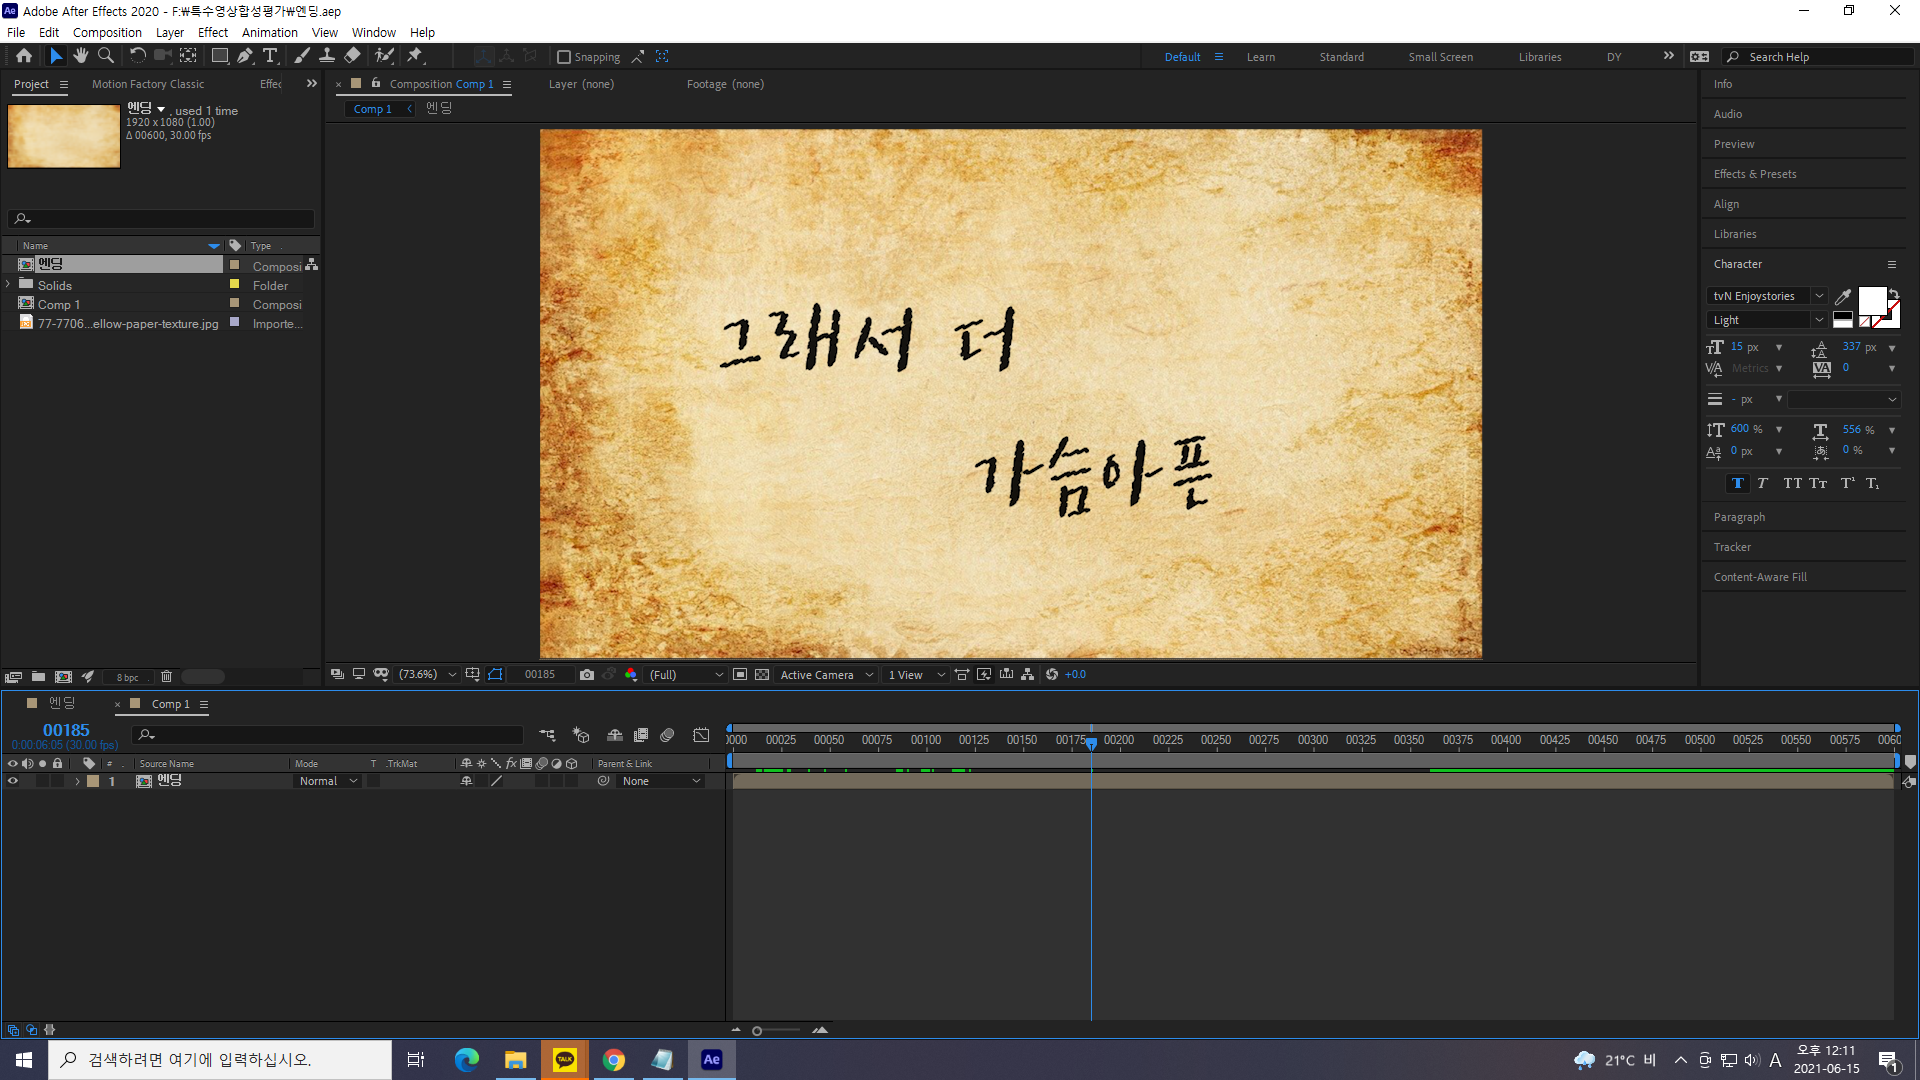 Adobe After Effects 2020 - F:₩특수영상합성평가₩엔딩.aep
File Edit Composition Layer Effect Animation View Window Help
Snapping
Default Learn Standard Small Screen Libraries DY Search Help
Project Motion Factory Classic Effec
Composition Comp 1 Layer (none) Footage (none)
Comp 1 엔딩
엔딩 , used 1 time
1920 x 1080 (1.00)
Δ 00600, 30.00 fps
Name Type
엔딩 Composi
Solids Folder
Comp 1 Composi
77-7706...ellow-paper-texture.jpg Importe...
8 bpc
그래서 더
가슴아픈
(73.6%) 00185 (Full) Active Camera 1 View +0.0
Info
Audio
Preview
Effects & Presets
Align
Libraries
Character
tvN Enjoystories
Light
15 px 337 px
Metrics 0
- px
600 % 556 %
0 px 0 %
T T TT Tt T¹ T₁
Paragraph
Tracker
Content-Aware Fill
엔딩 Comp 1
00185
0:00:06:05 (30.00 fps)
0000 00025 00050 00075 00100 00125 00150 00175 00200 00225 00250 00275 00300 00325 00350 00375 00400 00425 00450 00475 00500 00525 00550 00575 0060
# Source Name Mode T .TrkMat fx Parent & Link
1 엔딩 Normal None
검색하려면 여기에 입력하십시오.
TALK
Ae
21°C 비
A
오후 12:11
2021-06-15
1